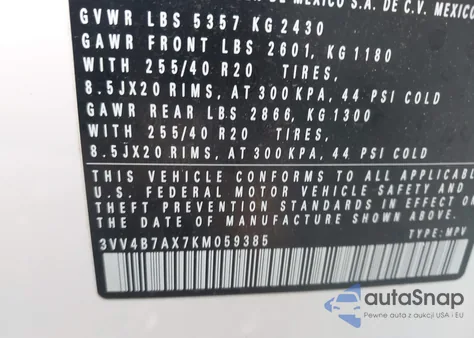 DE MEXICO S.A. DE C.V. MEXICO
GVWR LBS 5357 KG 2430
GAWR FRONT LBS 2601, KG 1180
WITH 255/40 R20 TIRES,
8.5JX20 RIMS, AT 300 KPA, 44 PSI COLD
GAWR REAR LBS 2866, KG 1300
WITH 255/40 R20 TIRES,
8.5JX20 RIMS, AT 300 KPA, 44 PSI COLD
THIS VEHICLE CONFORMS TO ALL APPLICABL
U.S. FEDERAL MOTOR VEHICLE SAFETY AND
THEFT PREVENTION STANDARDS IN EFFECT O
THE DATE OF MANUFACTURE SHOWN ABOVE.
3VV4B7AX7KM059385 TYPE: MPV
autoSnap
Pewne auta z aukcji USA i EU